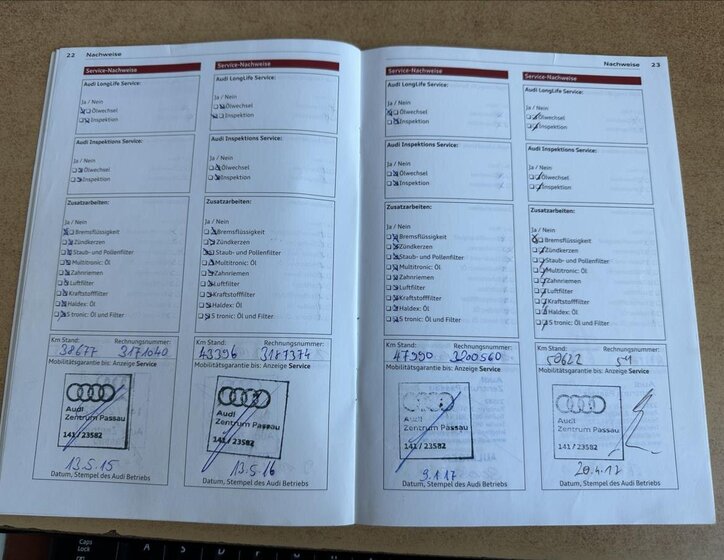 22 Nachweise
Service-Nachweise
Audi LongLife Service:
Ja / Nein
Ölwechsel
Inspektion
Audi Inspektions Service:
Ja / Nein
Ölwechsel
Inspektion
Zusatzarbeiten:
Ja / Nein
Bremsflüssigkeit
Zündkerzen
Staub- und Pollenfilter
Multitronic: Öl
Zahnriemen
Luftfilter
Kraftstofffilter
Haldex: Öl
S tronic: Öl und Filter
Km Stand: Rechnungsnummer:
38677 3171040
Mobilitätsgarantie bis: Anzeige Service
Audi
Zentrum Passau
141 / 23582
13.5.15
Datum, Stempel des Audi Betriebs
Service-Nachweise
Audi LongLife Service:
Ja / Nein
Ölwechsel
Inspektion
Audi Inspektions Service:
Ja / Nein
Ölwechsel
Inspektion
Zusatzarbeiten:
Ja / Nein
Bremsflüssigkeit
Zündkerzen
Staub- und Pollenfilter
Multitronic: Öl
Zahnriemen
Luftfilter
Kraftstofffilter
Haldex: Öl
S tronic: Öl und Filter
Km Stand: Rechnungsnummer:
43396 3187374
Mobilitätsgarantie bis: Anzeige Service
Audi
Zentrum Passau
141 / 23582
13.5.16
Datum, Stempel des Audi Betriebs
Nachweise 23
Service-Nachweise
Audi LongLife Service:
Ja / Nein
Ölwechsel
Inspektion
Audi Inspektions Service:
Ja / Nein
Ölwechsel
Inspektion
Zusatzarbeiten:
Ja / Nein
Bremsflüssigkeit
Zündkerzen
Staub- und Pollenfilter
Multitronic: Öl
Zahnriemen
Luftfilter
Kraftstofffilter
Haldex: Öl
S tronic: Öl und Filter
Km Stand: Rechnungsnummer:
47990 3200560
Mobilitätsgarantie bis: Anzeige Service
Audi
Zentrum Passau
141 / 23582
9.1.17
Datum, Stempel des Audi Betriebs
Service-Nachweise
Audi LongLife Service:
Ja / Nein
Ölwechsel
Inspektion
Audi Inspektions Service:
Ja / Nein
Ölwechsel
Inspektion
Zusatzarbeiten:
Ja / Nein
Bremsflüssigkeit
Zündkerzen
Staub- und Pollenfilter
Multitronic: Öl
Zahnriemen
Luftfilter
Kraftstofffilter
Haldex: Öl
S tronic: Öl und Filter
Km Stand: Rechnungsnummer:
50622
Mobilitätsgarantie bis: Anzeige Service
Audi
Zentrum Passau
141 / 23582
20.4.17
Datum, Stempel des Audi Betriebs
Caps
Lock
A S D F